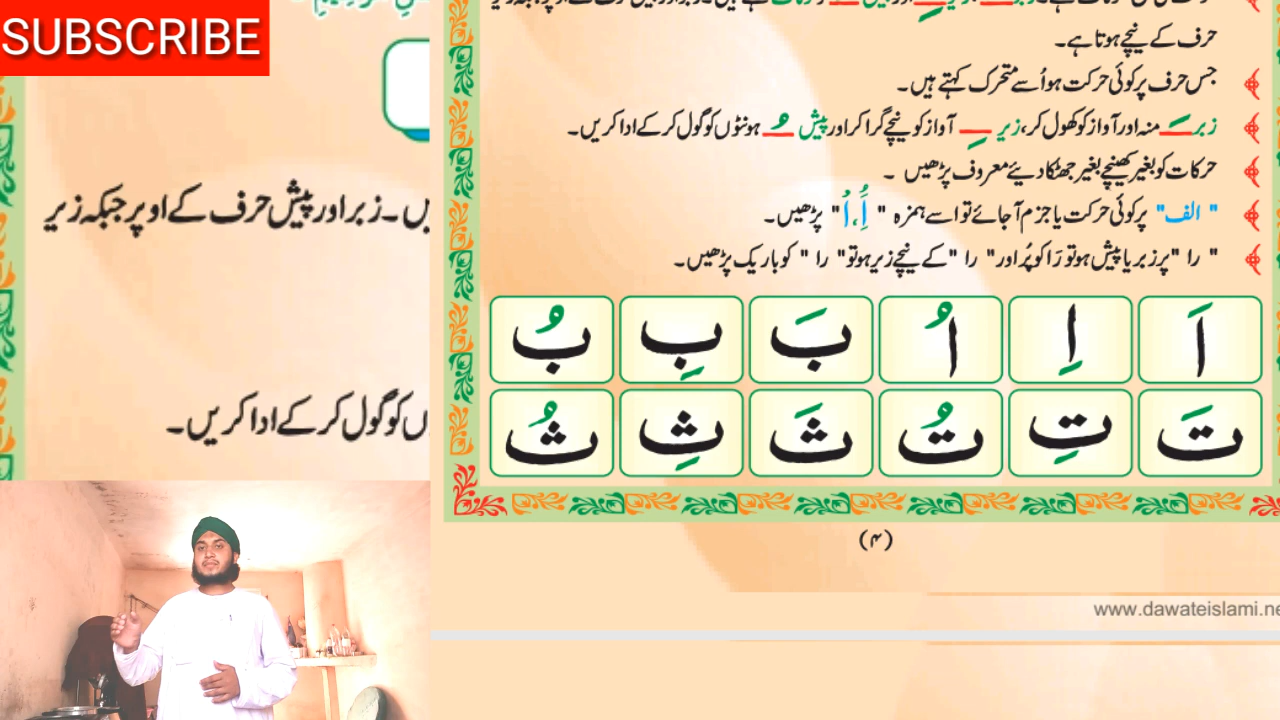 SUBSCRIBE
حرف کے نیچے ہوتا ہے۔
جس حرف پر کوئی حرکت ہو اُسے متحرک کہتے ہیں۔
زبر ـَـ منہ اور آواز کو کھول کر، زیر ـِـ آواز کو نیچے گرا کر اور پیش ـُـ ہونٹوں کو گول کر کے ادا کریں۔
حرکات کو بغیر کھینچے بغیر جھٹکا دیئے معروف پڑھیں ۔
" الف" پر کوئی حرکت یا جزم آ جائے تو اسے ہمزہ " " پڑھیں۔
" را " پر زبر یا پیش ہو تو رَا کو پُر اور " را " کے نیچے زیر ہو تو " را " کو باریک پڑھیں۔
اَ اِ اُ بَ بِ بُ
تَ تِ تُ ثَ ثِ ثُ
(۴)
www.dawateislami.ne
یں۔ زبر اور پیش حرف کے اوپر جبکہ زیر
ں کو گول کر کے ادا کریں۔